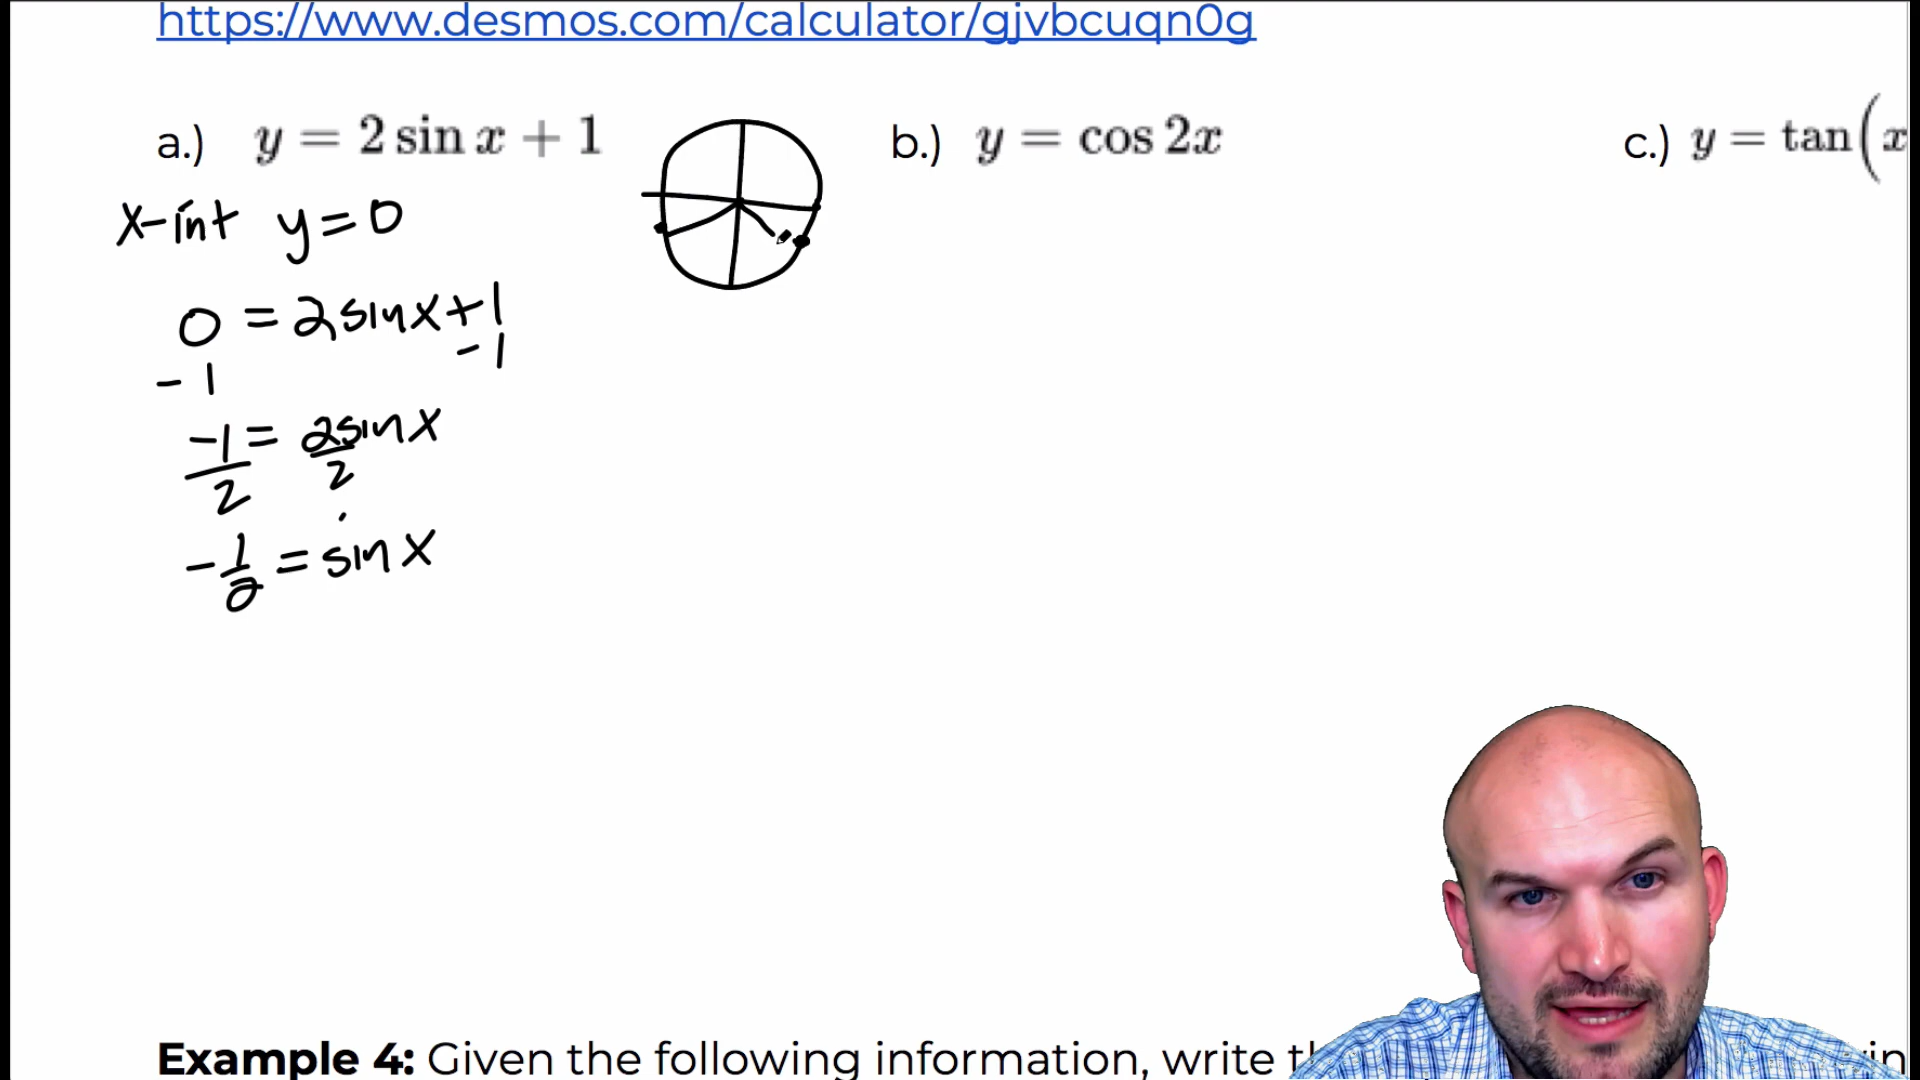 https://www.desmos.com/calculator/gjvbcuqn0g
a.) y = 2 sin x + 1
b.) y = cos 2x
c.) y = tan(x
x-int y=0
0 = 2sinx+1
-1 -1
-1/2 = 2sinx/2
-1/2 = sinx
Example 4: Given the following information, write